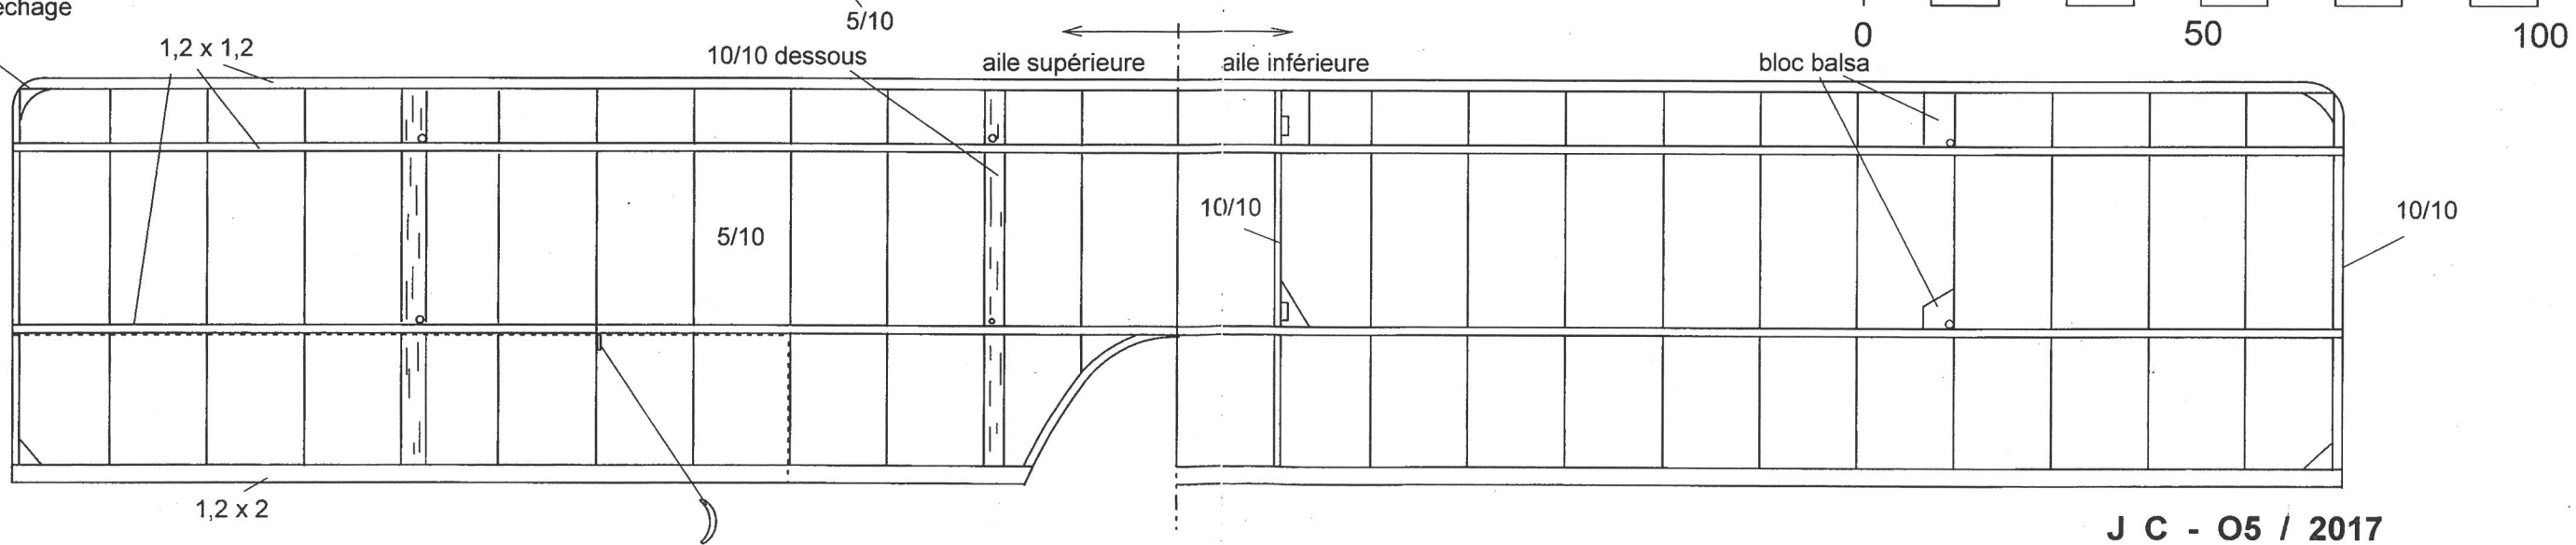 5/10
0 50 100
1,2 x 1,2
10/10 dessous
aile supérieure
aile inférieure
bloc balsa
5/10
10/10
10/10
1,2 x 2
J C - O5 / 2017